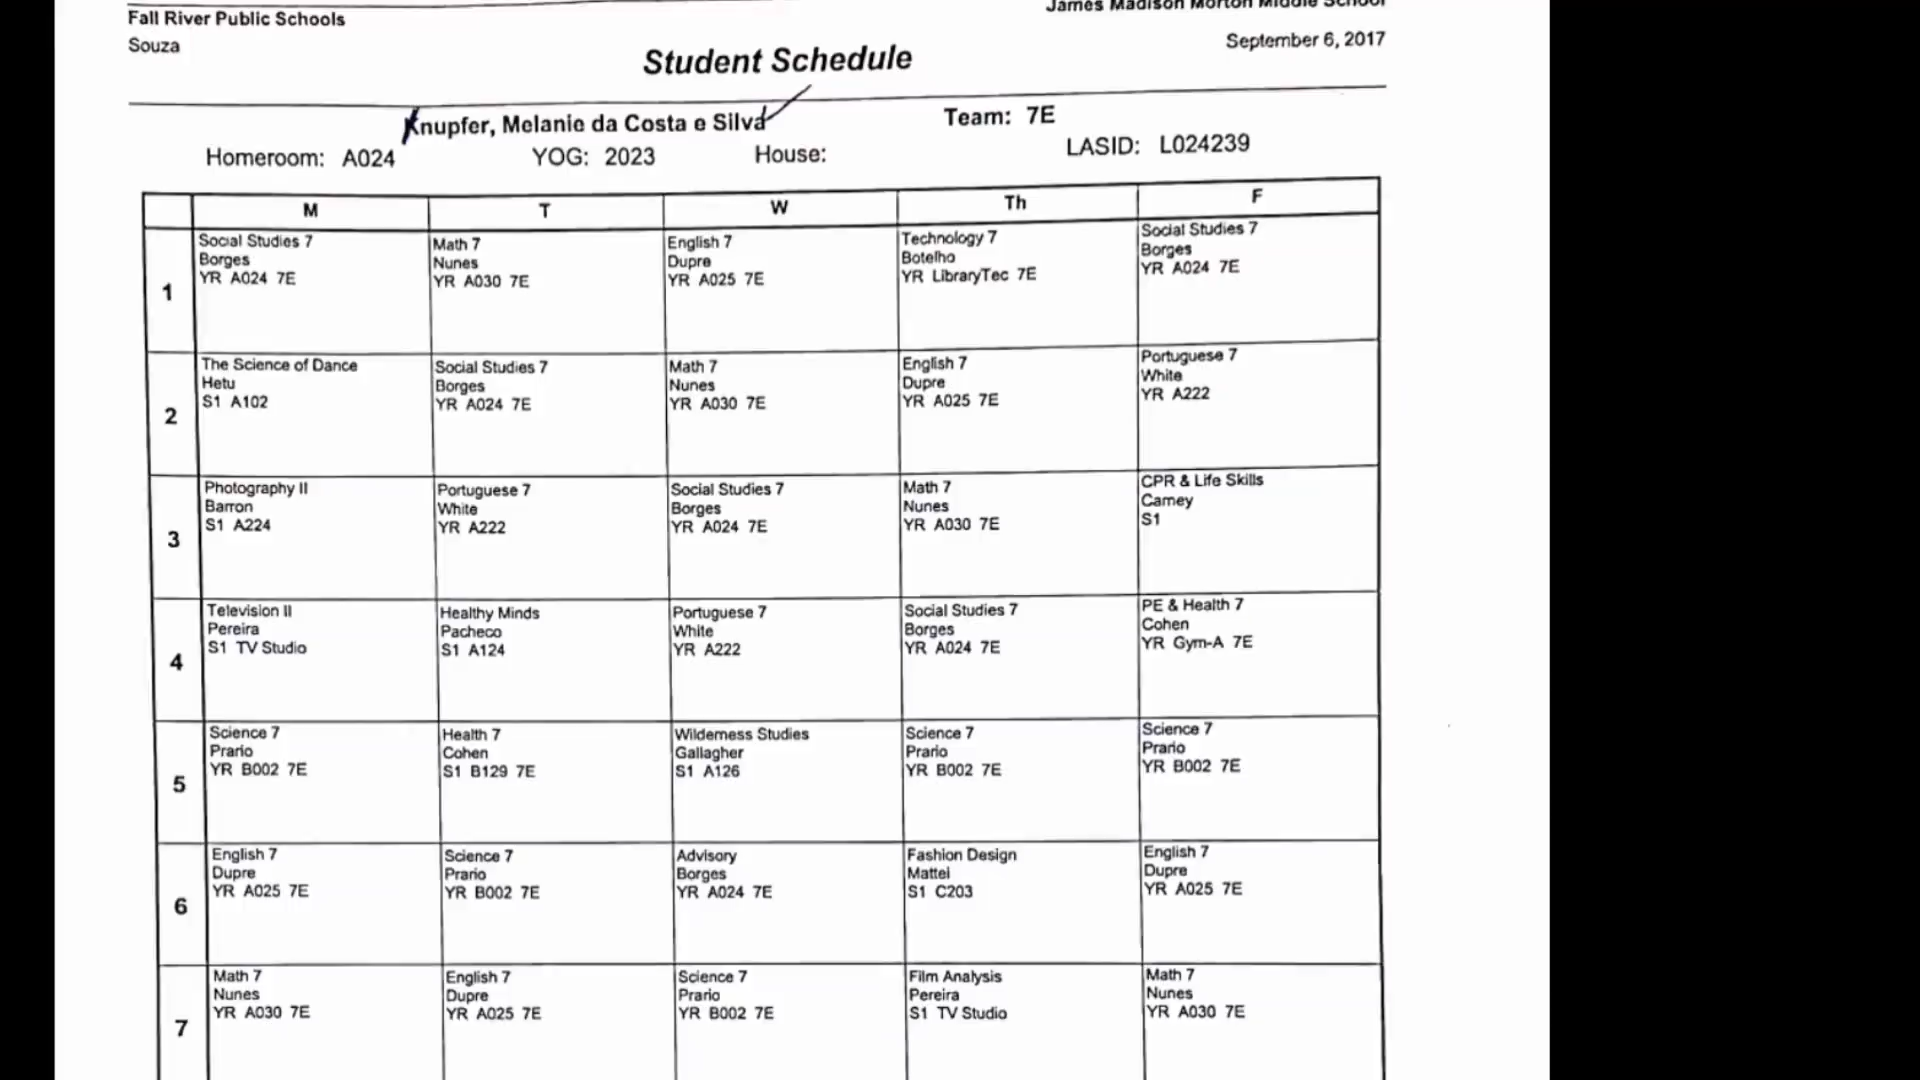 Fall River Public Schools
James Madison Morton Middle School
Souza
September 6, 2017
Student Schedule
Knupfer, Melanie da Costa e Silva
Team: 7E
Homeroom: A024
YOG: 2023
House:
LASID: L024239
M T W Th F
1
Social Studies 7
Borges
YR A024 7E
Math 7
Nunes
YR A030 7E
English 7
Dupre
YR A025 7E
Technology 7
Botelho
YR LibraryTec 7E
Social Studies 7
Borges
YR A024 7E
2
The Science of Dance
Hetu
S1 A102
Social Studies 7
Borges
YR A024 7E
Math 7
Nunes
YR A030 7E
English 7
Dupre
YR A025 7E
Portuguese 7
White
YR A222
3
Photography II
Barron
S1 A224
Portuguese 7
White
YR A222
Social Studies 7
Borges
YR A024 7E
Math 7
Nunes
YR A030 7E
CPR & Life Skills
Camey
S1
4
Television II
Pereira
S1 TV Studio
Healthy Minds
Pacheco
S1 A124
Portuguese 7
White
YR A222
Social Studies 7
Borges
YR A024 7E
PE & Health 7
Cohen
YR Gym-A 7E
5
Science 7
Prario
YR B002 7E
Health 7
Cohen
S1 B129 7E
Wilderness Studies
Gallagher
S1 A126
Science 7
Prario
YR B002 7E
Science 7
Prario
YR B002 7E
6
English 7
Dupre
YR A025 7E
Science 7
Prario
YR B002 7E
Advisory
Borges
YR A024 7E
Fashion Design
Mattei
S1 C203
English 7
Dupre
YR A025 7E
7
Math 7
Nunes
YR A030 7E
English 7
Dupre
YR A025 7E
Science 7
Prario
YR B002 7E
Film Analysis
Pereira
S1 TV Studio
Math 7
Nunes
YR A030 7E